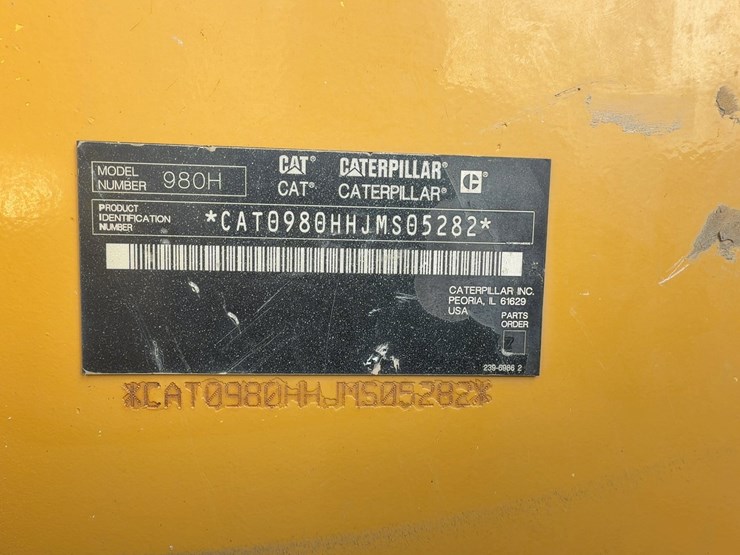 MODEL NUMBER 980H
CAT® CATERPILLAR® C
CAT® CATERPILLAR®
PRODUCT IDENTIFICATION NUMBER *CAT0980HHJMS05282*
CATERPILLAR INC.
PEORIA, IL 61629
USA
PARTS
ORDER
2
239-6986 2
*CAT0980HHJMS05282*